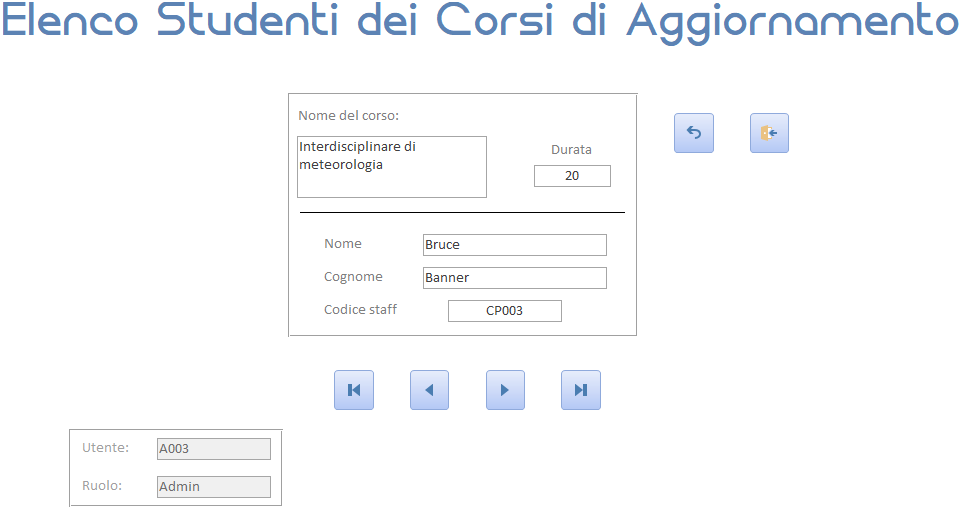 Elenco Studenti dei Corsi di Aggiornamento
Nome del corso:
Interdisciplinare di
meteorologia
Durata
20
Nome
Bruce
Cognome
Banner
Codice staff
CP003
Utente:
A003
Ruolo:
Admin